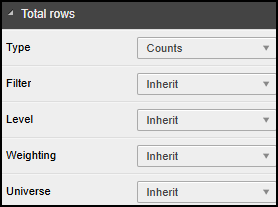 Total rows
Type Counts
Filter Inherit
Level Inherit
Weighting Inherit
Universe Inherit